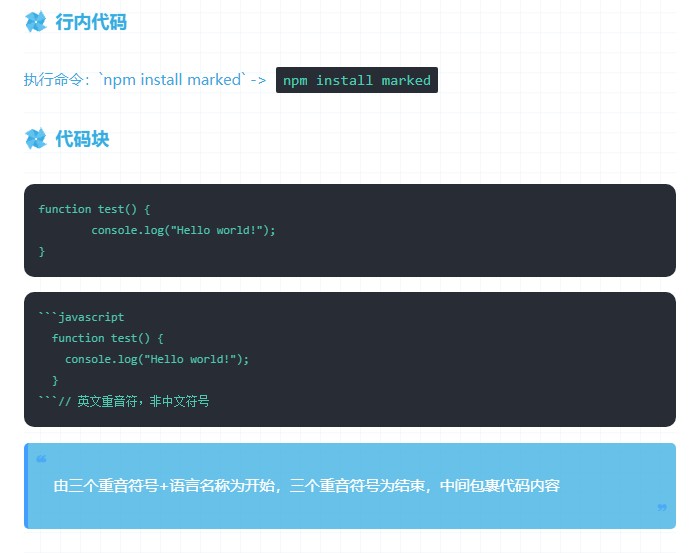 行内代码
执行命令：`npm install marked` -> npm install marked
代码块
function test() {
        console.log("Hello world!");
}
```javascript
  function test() {
    console.log("Hello world!");
  }
```// 英文重音符，非中文符号
❝
由三个重音符号+语言名称为开始，三个重音符号为结束，中间包裹代码内容
❞